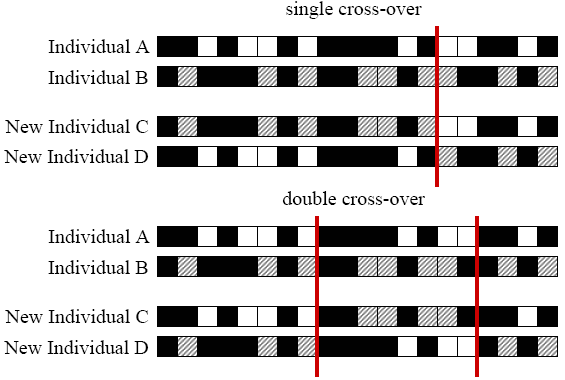 single cross-over
Individual A
Individual B
New Individual C
New Individual D
double cross-over
Individual A
Individual B
New Individual C
New Individual D